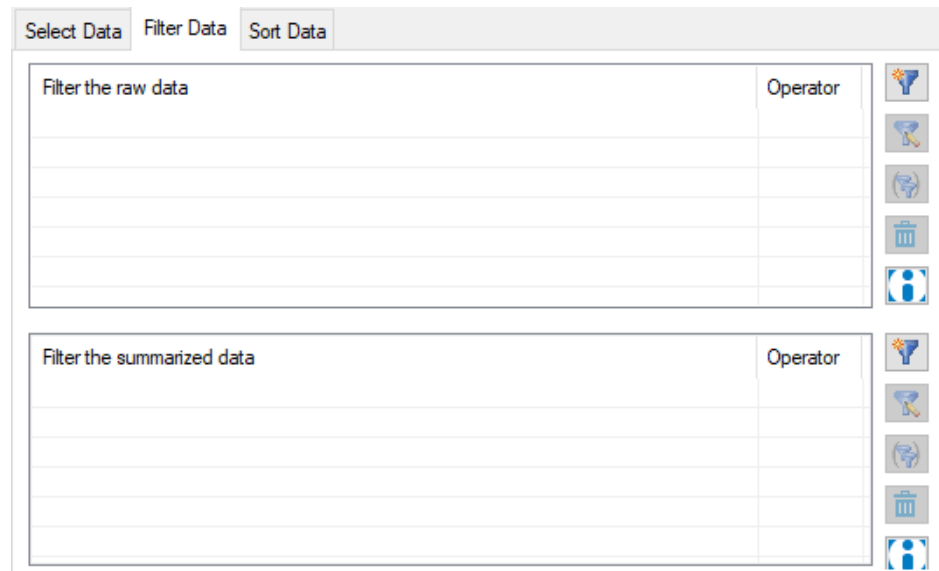 Select Data Filter Data Sort Data
Filter the raw data Operator
Filter the summarized data Operator